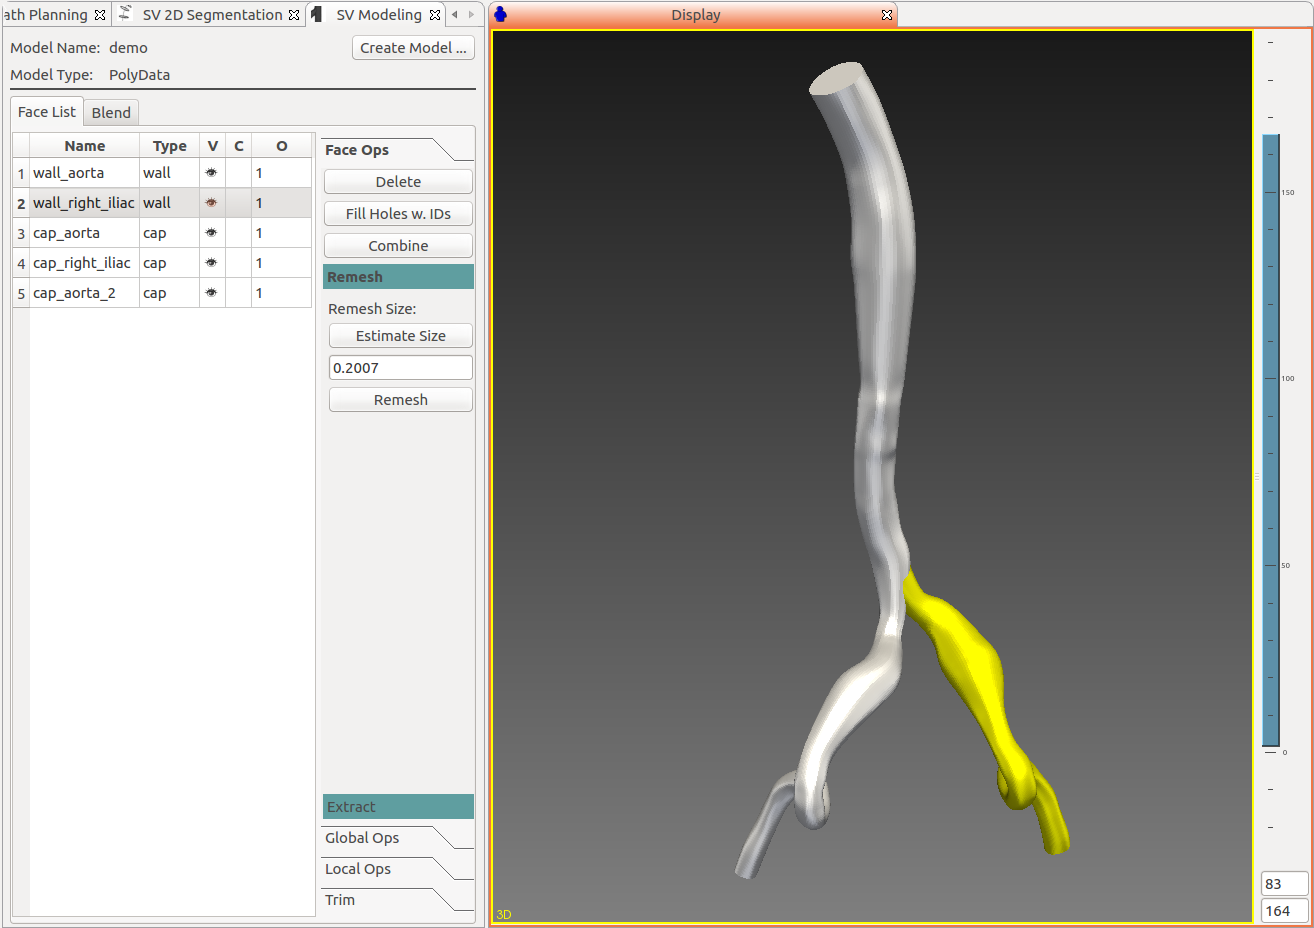 ath Planning
SV 2D Segmentation
SV Modeling
Display
Model Name: demo
Create Model ...
Model Type: PolyData
Face List
Blend
Name Type V C O
1 wall_aorta wall 1
2 wall_right_iliac wall 1
3 cap_aorta cap 1
4 cap_right_iliac cap 1
5 cap_aorta_2 cap 1
Face Ops
Delete
Fill Holes w. IDs
Combine
Remesh
Remesh Size:
Estimate Size
0.2007
Remesh
Extract
Global Ops
Local Ops
Trim
3D
150
100
50
0
83
164